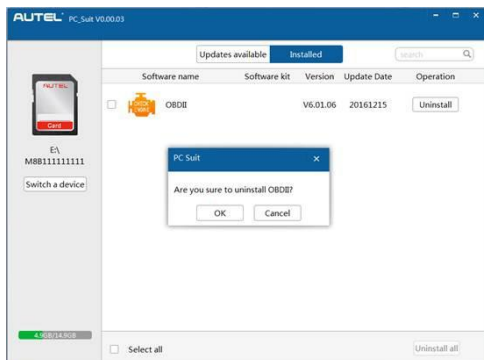 AUTEL PC_Suit V0.00.03
Updates available Installed
search
Software name Software kit Version Update Date Operation
AUTEL
Card
CHECK ENGINE
OBDII V6.01.06 20161215 Uninstall
E:\
M8B111111111
Switch a device
PC Suit
Are you sure to uninstall OBDII?
OK Cancel
4.9GB/14.9GB
Select all Uninstall all